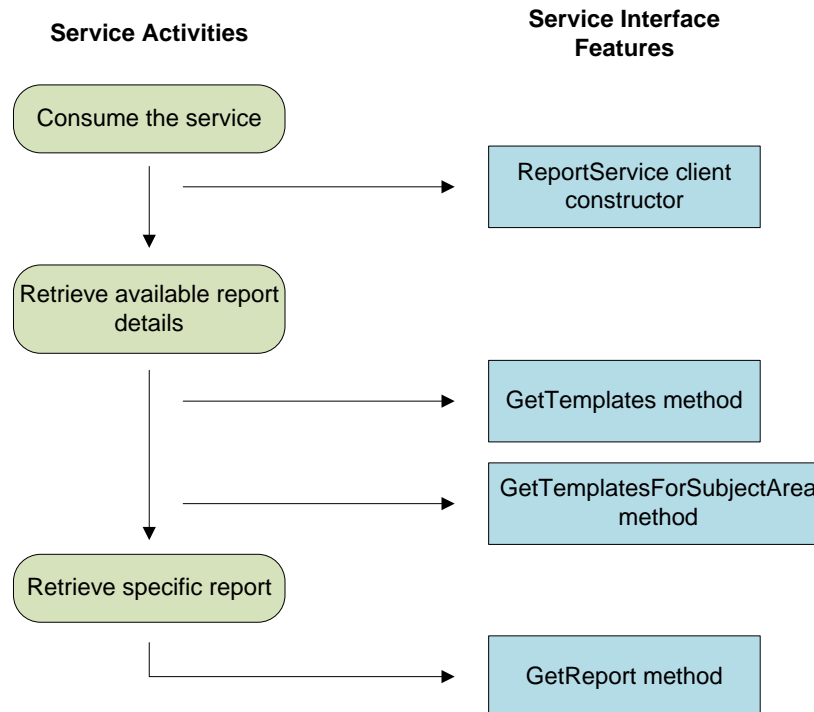 Service Activities
Service Interface
Features
Consume the service
ReportService client
constructor
Retrieve available report
details
GetTemplates method
GetTemplatesForSubjectArea
method
Retrieve specific report
GetReport method